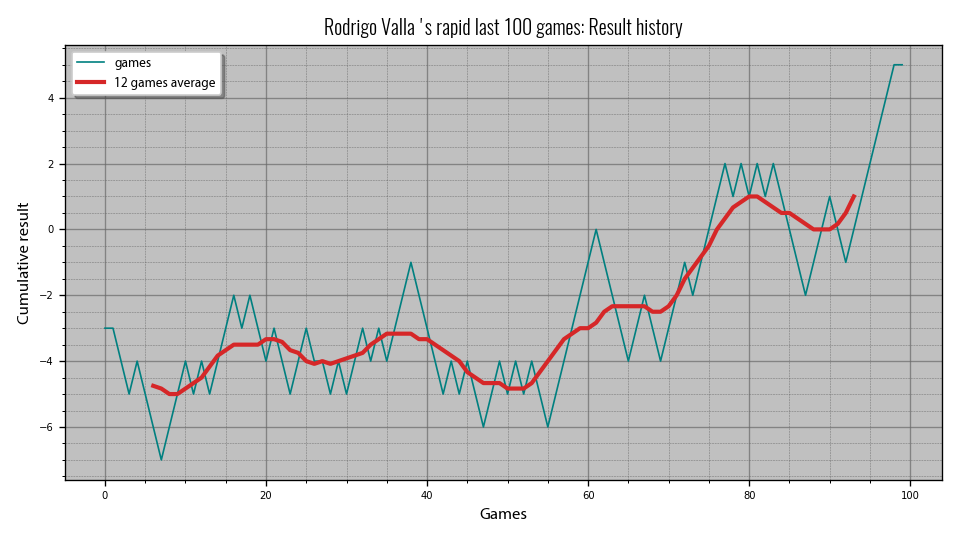 Rodrigo Valla 's rapid last 100 games: Result history
games
12 games average
Cumulative result
4
2
0
−2
−4
−6
0 20 40 60 80 100
Games